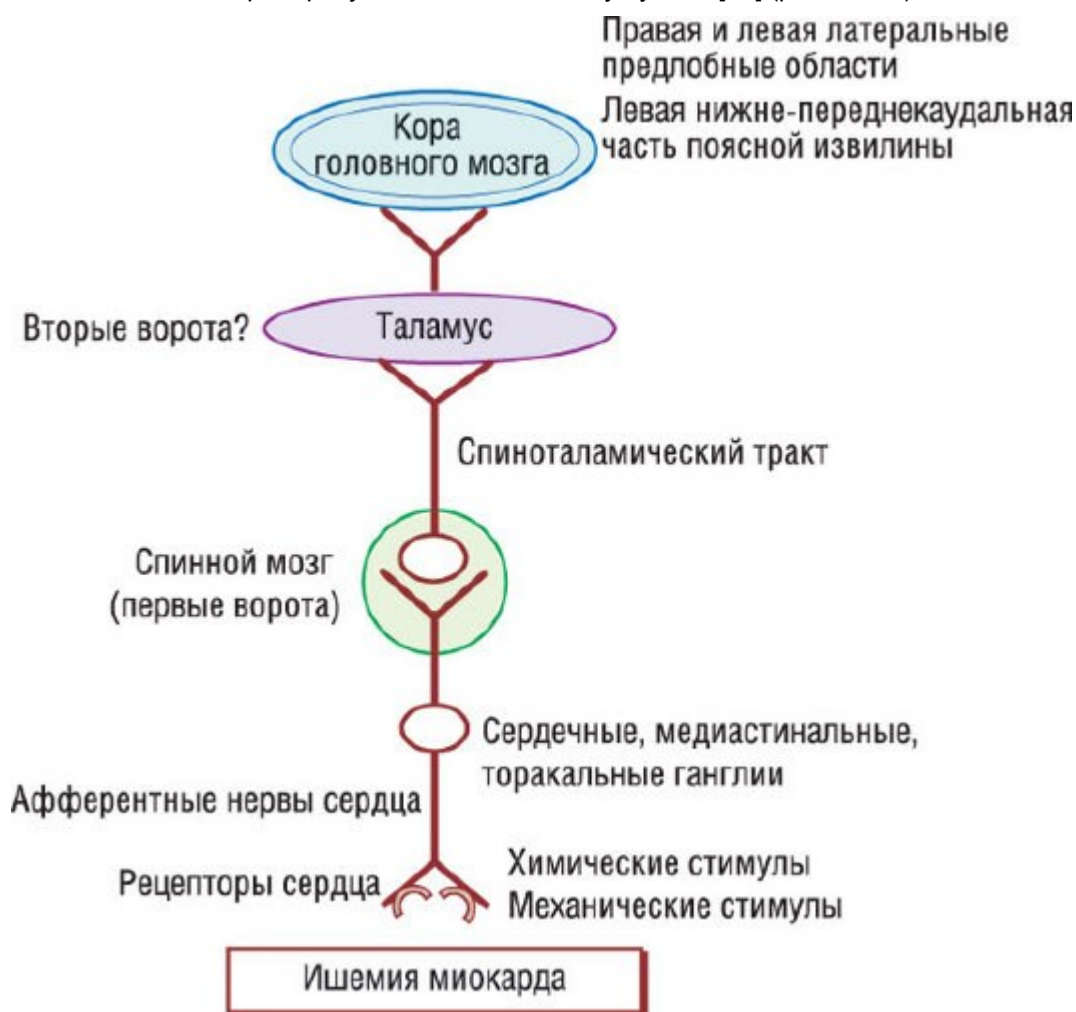 Правая и левая латеральные
предлобные области
Левая нижне-переднекаудальная
часть поясной извилины
Кора
головного мозга
Вторые ворота?
Таламус
Спиноталамический тракт
Спинной мозг
(первые ворота)
Сердечные, медиастинальные,
торакальные ганглии
Афферентные нервы сердца
Рецепторы сердца
Химические стимулы
Механические стимулы
Ишемия миокарда